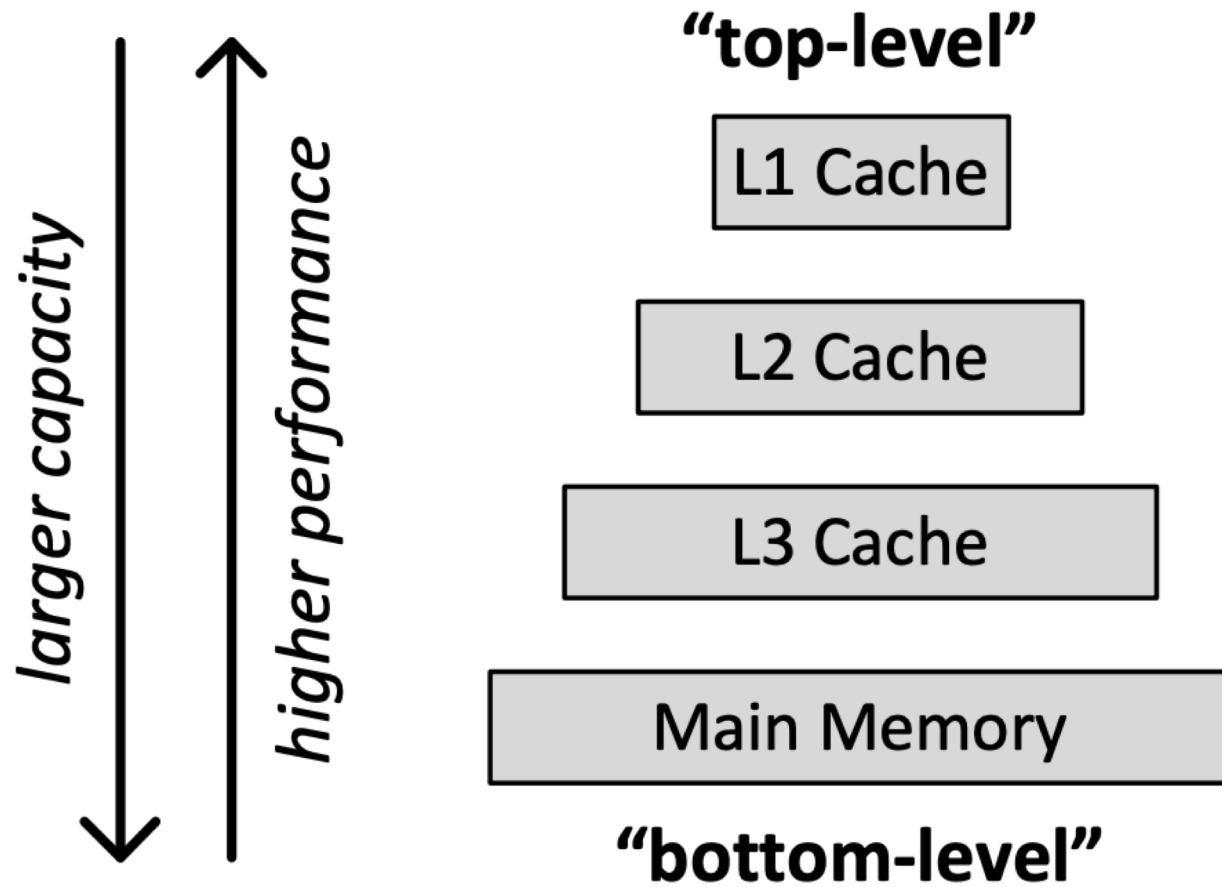 larger capacity
higher performance
“top-level”
L1 Cache
L2 Cache
L3 Cache
Main Memory
“bottom-level”